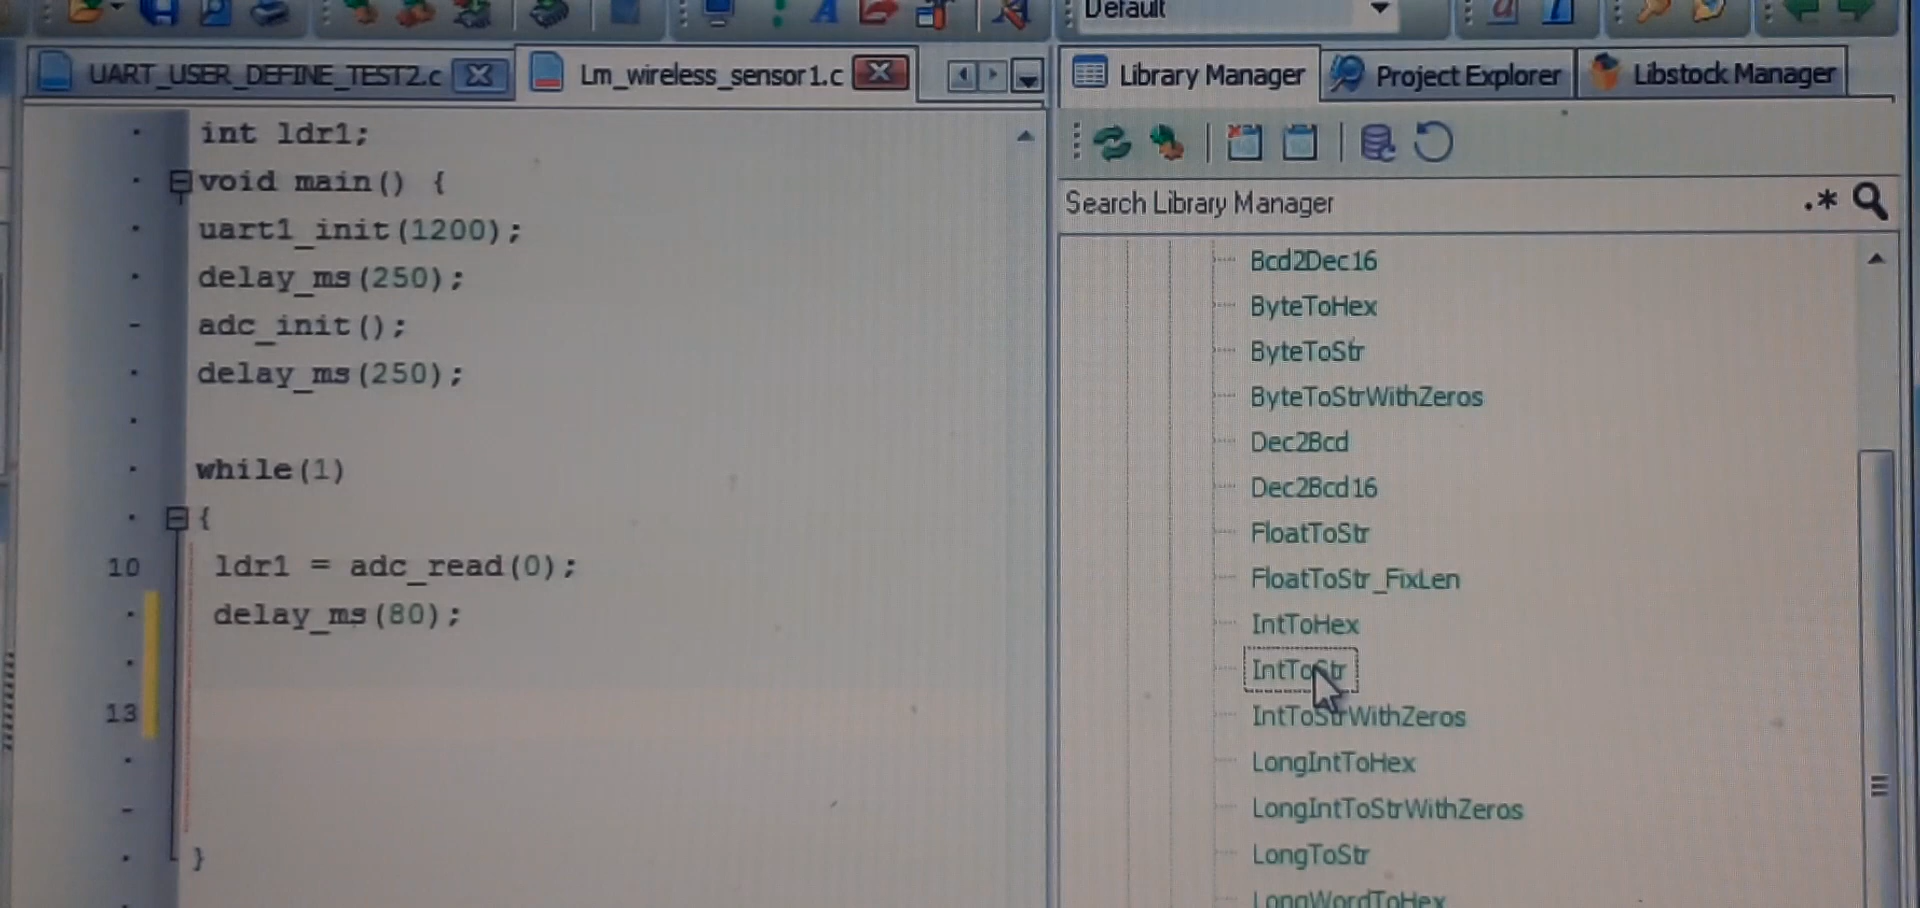 Default
UART_USER_DEFINE_TEST2.c
Lm_wireless_sensor1.c
Library Manager
Project Explorer
Libstock Manager
int ldr1;
void main() {
uart1_init(1200);
delay_ms(250);
adc_init();
delay_ms(250);
while(1)
{
10 ldr1 = adc_read(0);
delay_ms(80);
13
}
Search Library Manager
.*
Bcd2Dec16
ByteToHex
ByteToStr
ByteToStrWithZeros
Dec2Bcd
Dec2Bcd16
FloatToStr
FloatToStr_FixLen
IntToHex
IntToStr
IntToStrWithZeros
LongIntToHex
LongIntToStrWithZeros
LongToStr
LongWordToHex